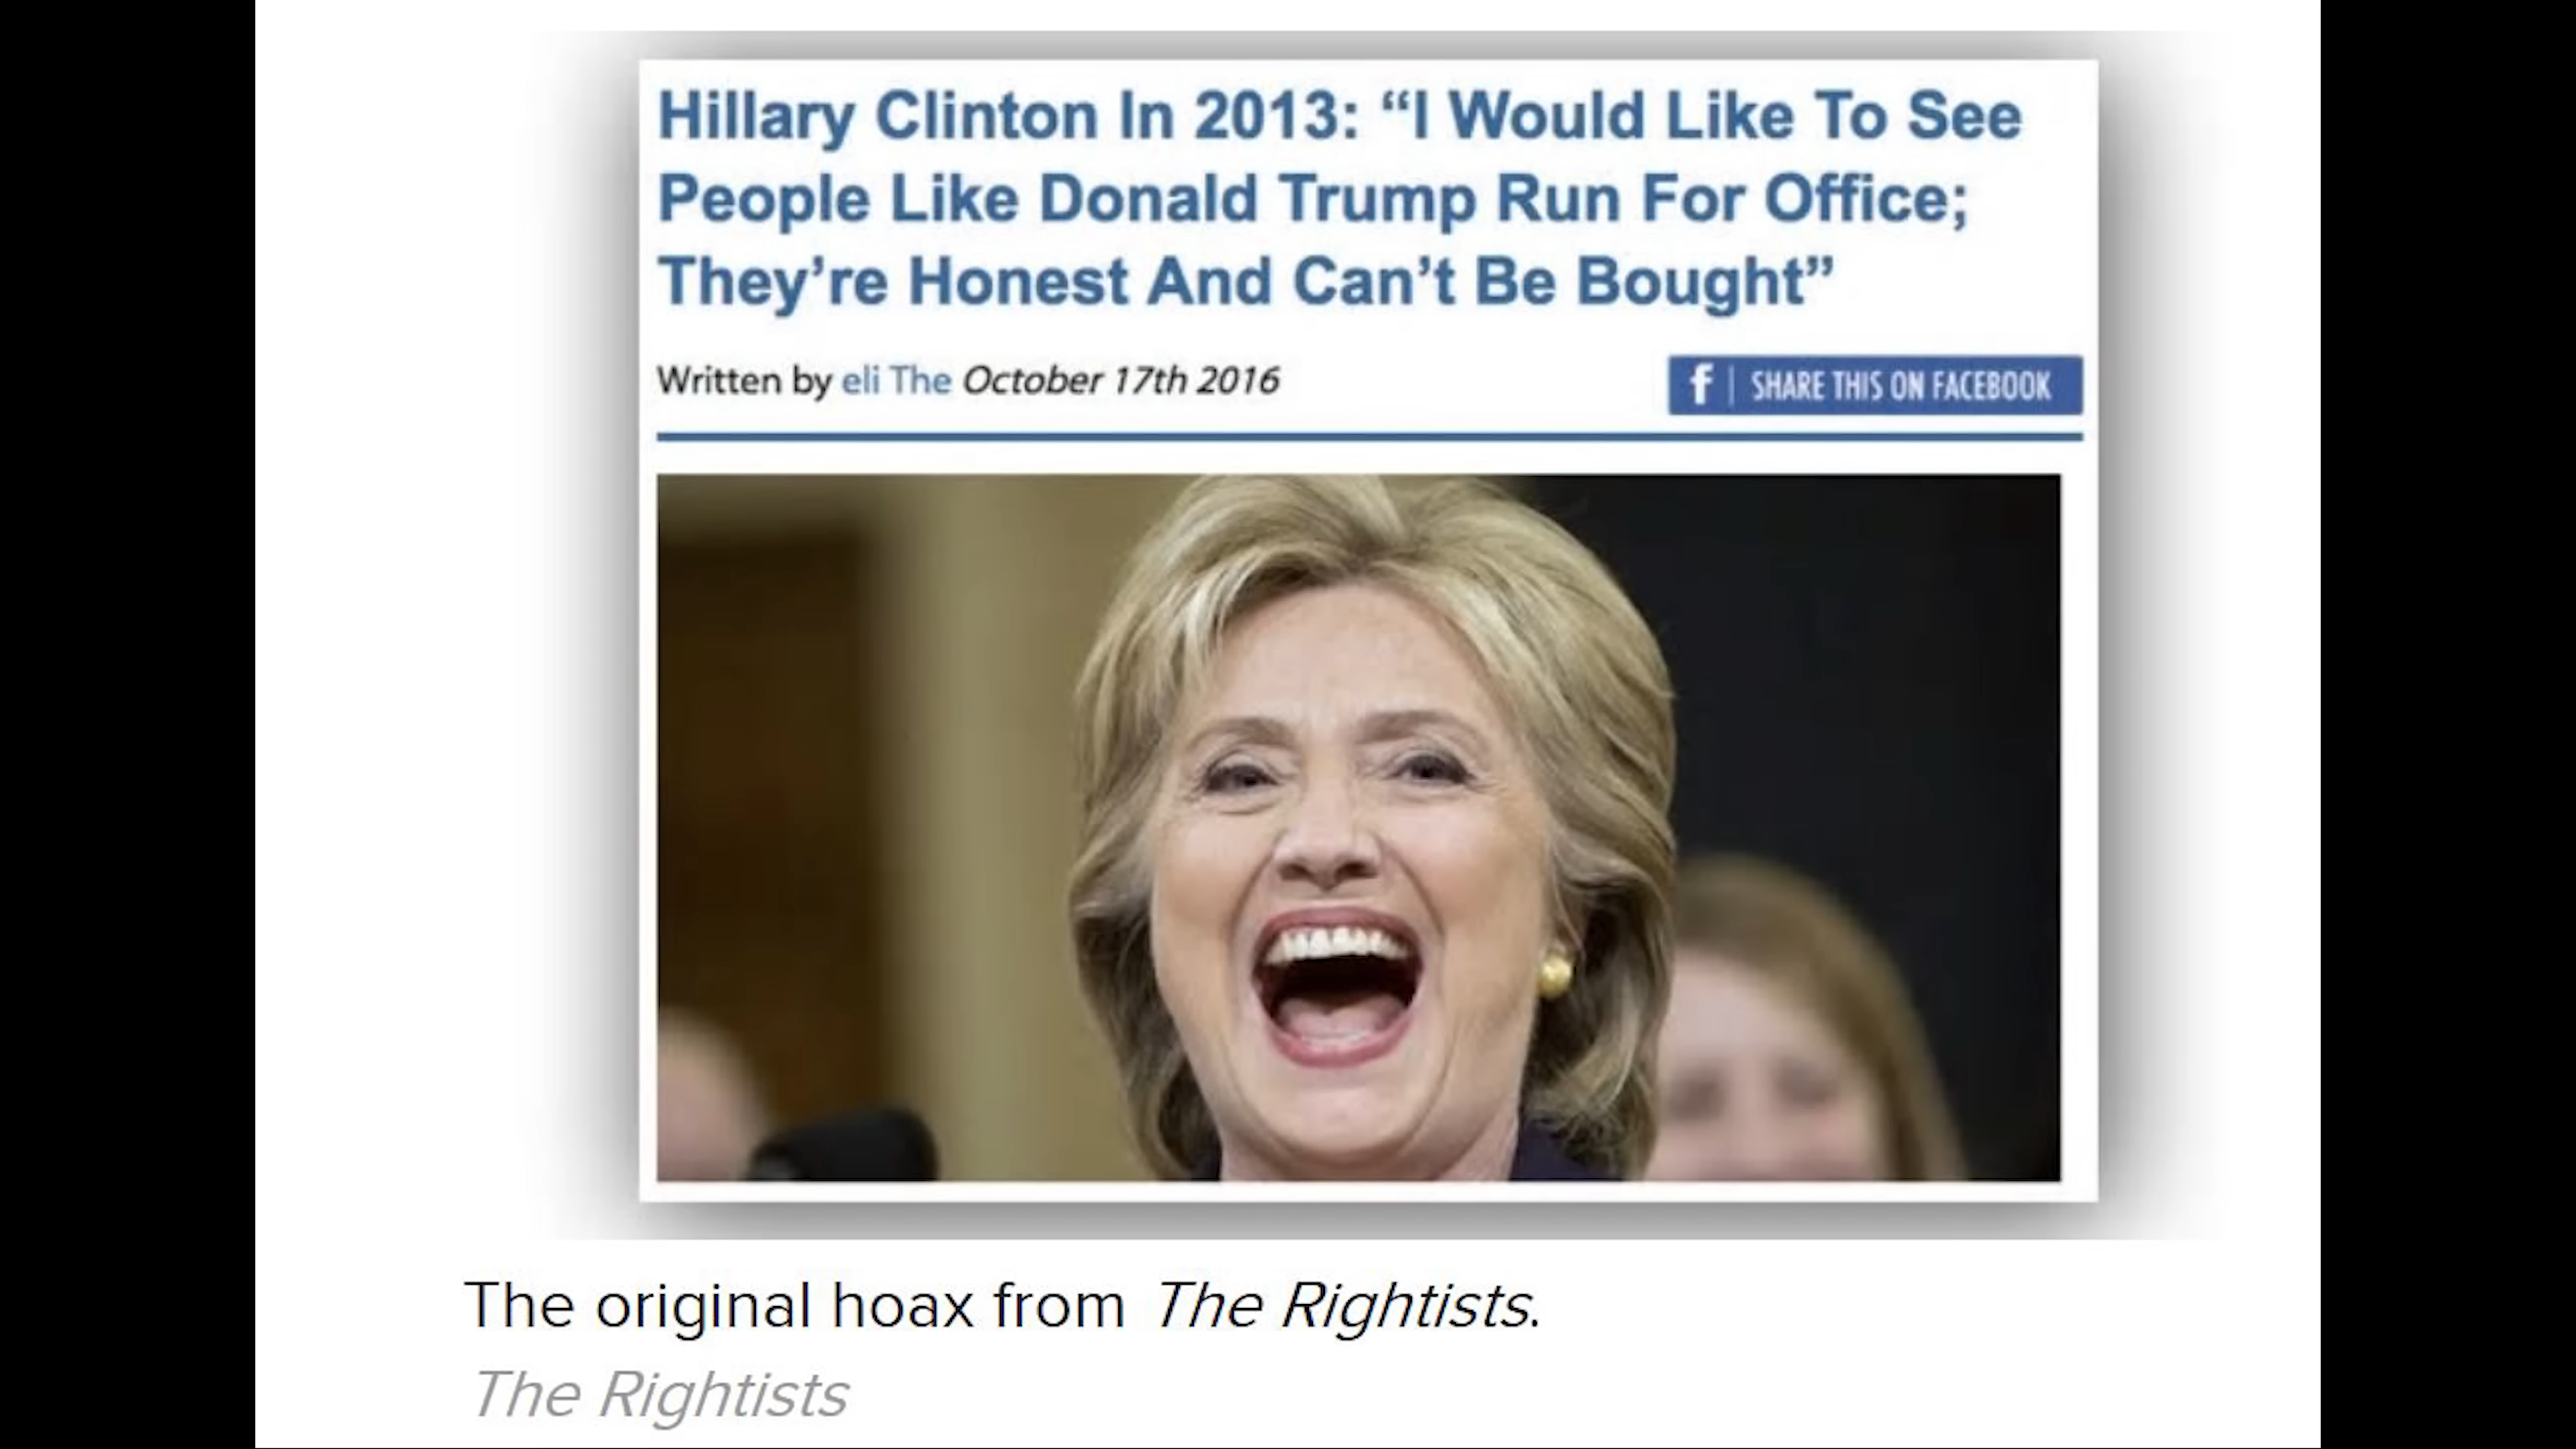 Hillary Clinton In 2013: “I Would Like To See
People Like Donald Trump Run For Office;
They’re Honest And Can’t Be Bought”
Written by eli The October 17th 2016
f | SHARE THIS ON FACEBOOK
The original hoax from The Rightists.
The Rightists